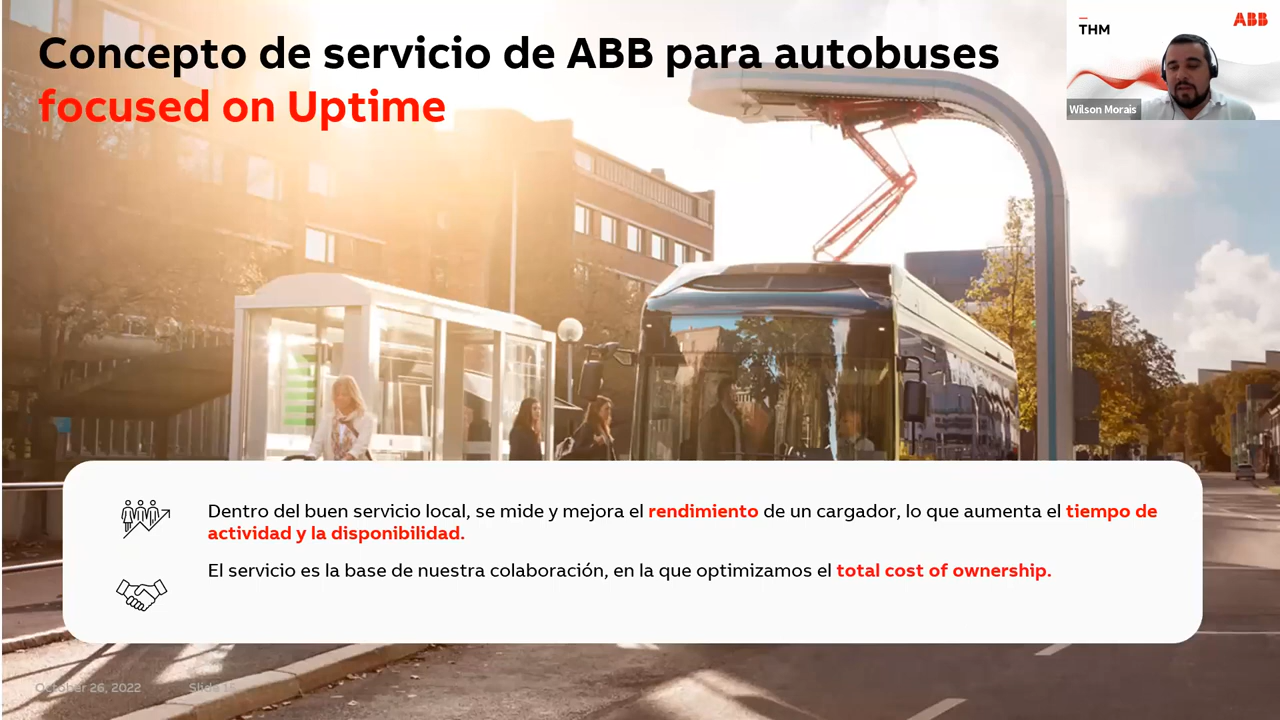 Concepto de servicio de ABB para autobuses
focused on Uptime
THM
ABB
Wilson Morais
Dentro del buen servicio local, se mide y mejora el rendimiento de un cargador, lo que aumenta el tiempo de
actividad y la disponibilidad.
El servicio es la base de nuestra colaboración, en la que optimizamos el total cost of ownership.
October 26, 2022
Slide